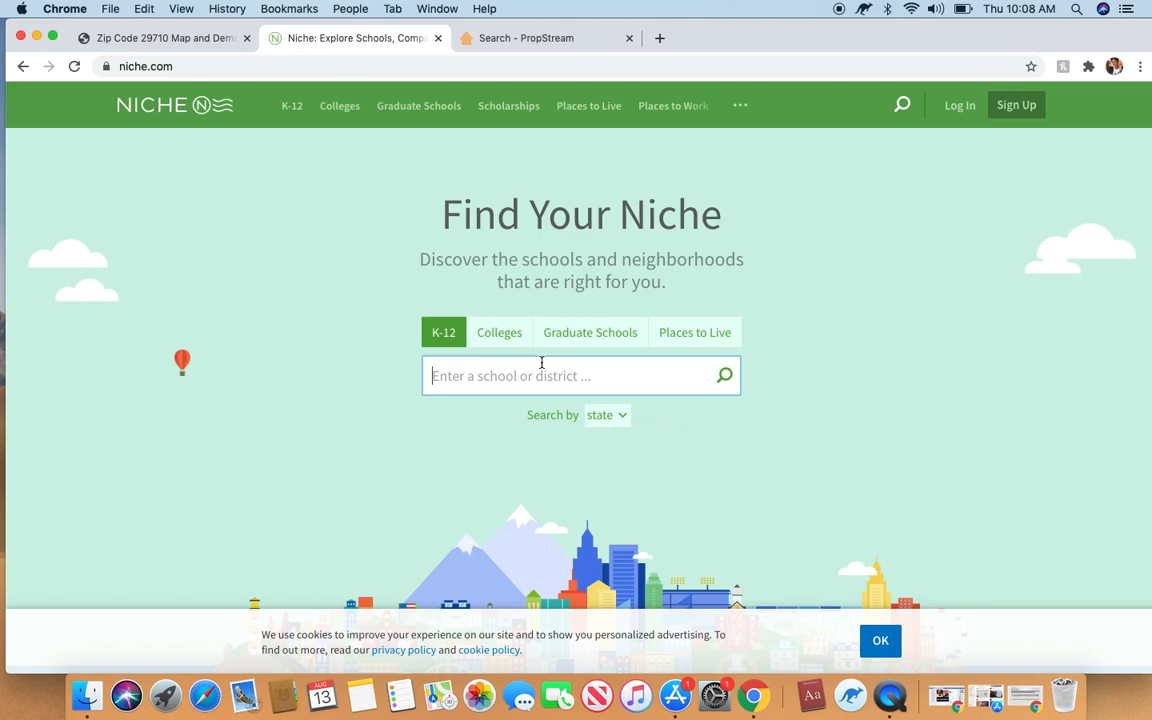 Chrome File Edit View History Bookmarks People Tab Window Help Thu 10:08 AM
Zip Code 29710 Map and Dem Niche: Explore Schools, Comp Search - PropStream
niche.com
NICHE N K-12 Colleges Graduate Schools Scholarships Places to Live Places to Work Log In Sign Up
Find Your Niche
Discover the schools and neighborhoods
that are right for you.
K-12 Colleges Graduate Schools Places to Live
Enter a school or district ...
Search by state
We use cookies to improve your experience on our site and to show you personalized advertising. To
find out more, read our privacy policy and cookie policy.
OK
AUG
13
1
1
Aa